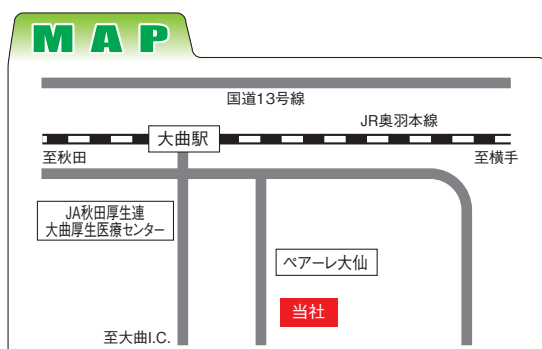 MAP
国道13号線
JR奥羽本線
大曲駅
至秋田
至横手
JA秋田厚生連
大曲厚生医療センター
ペアーレ大仙
当社
至大曲I.C.